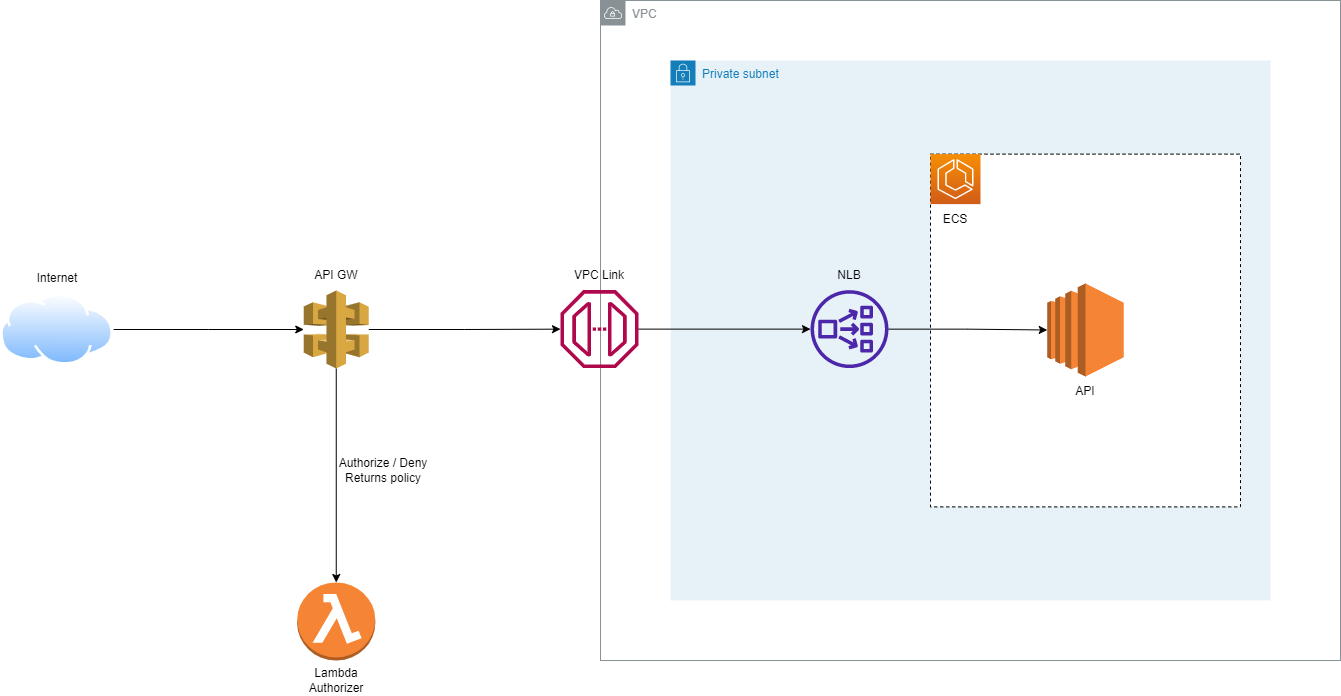 VPC
Private subnet
ECS
Internet
API GW
VPC Link
NLB
API
Authorize / Deny
Returns policy
Lambda
Authorizer